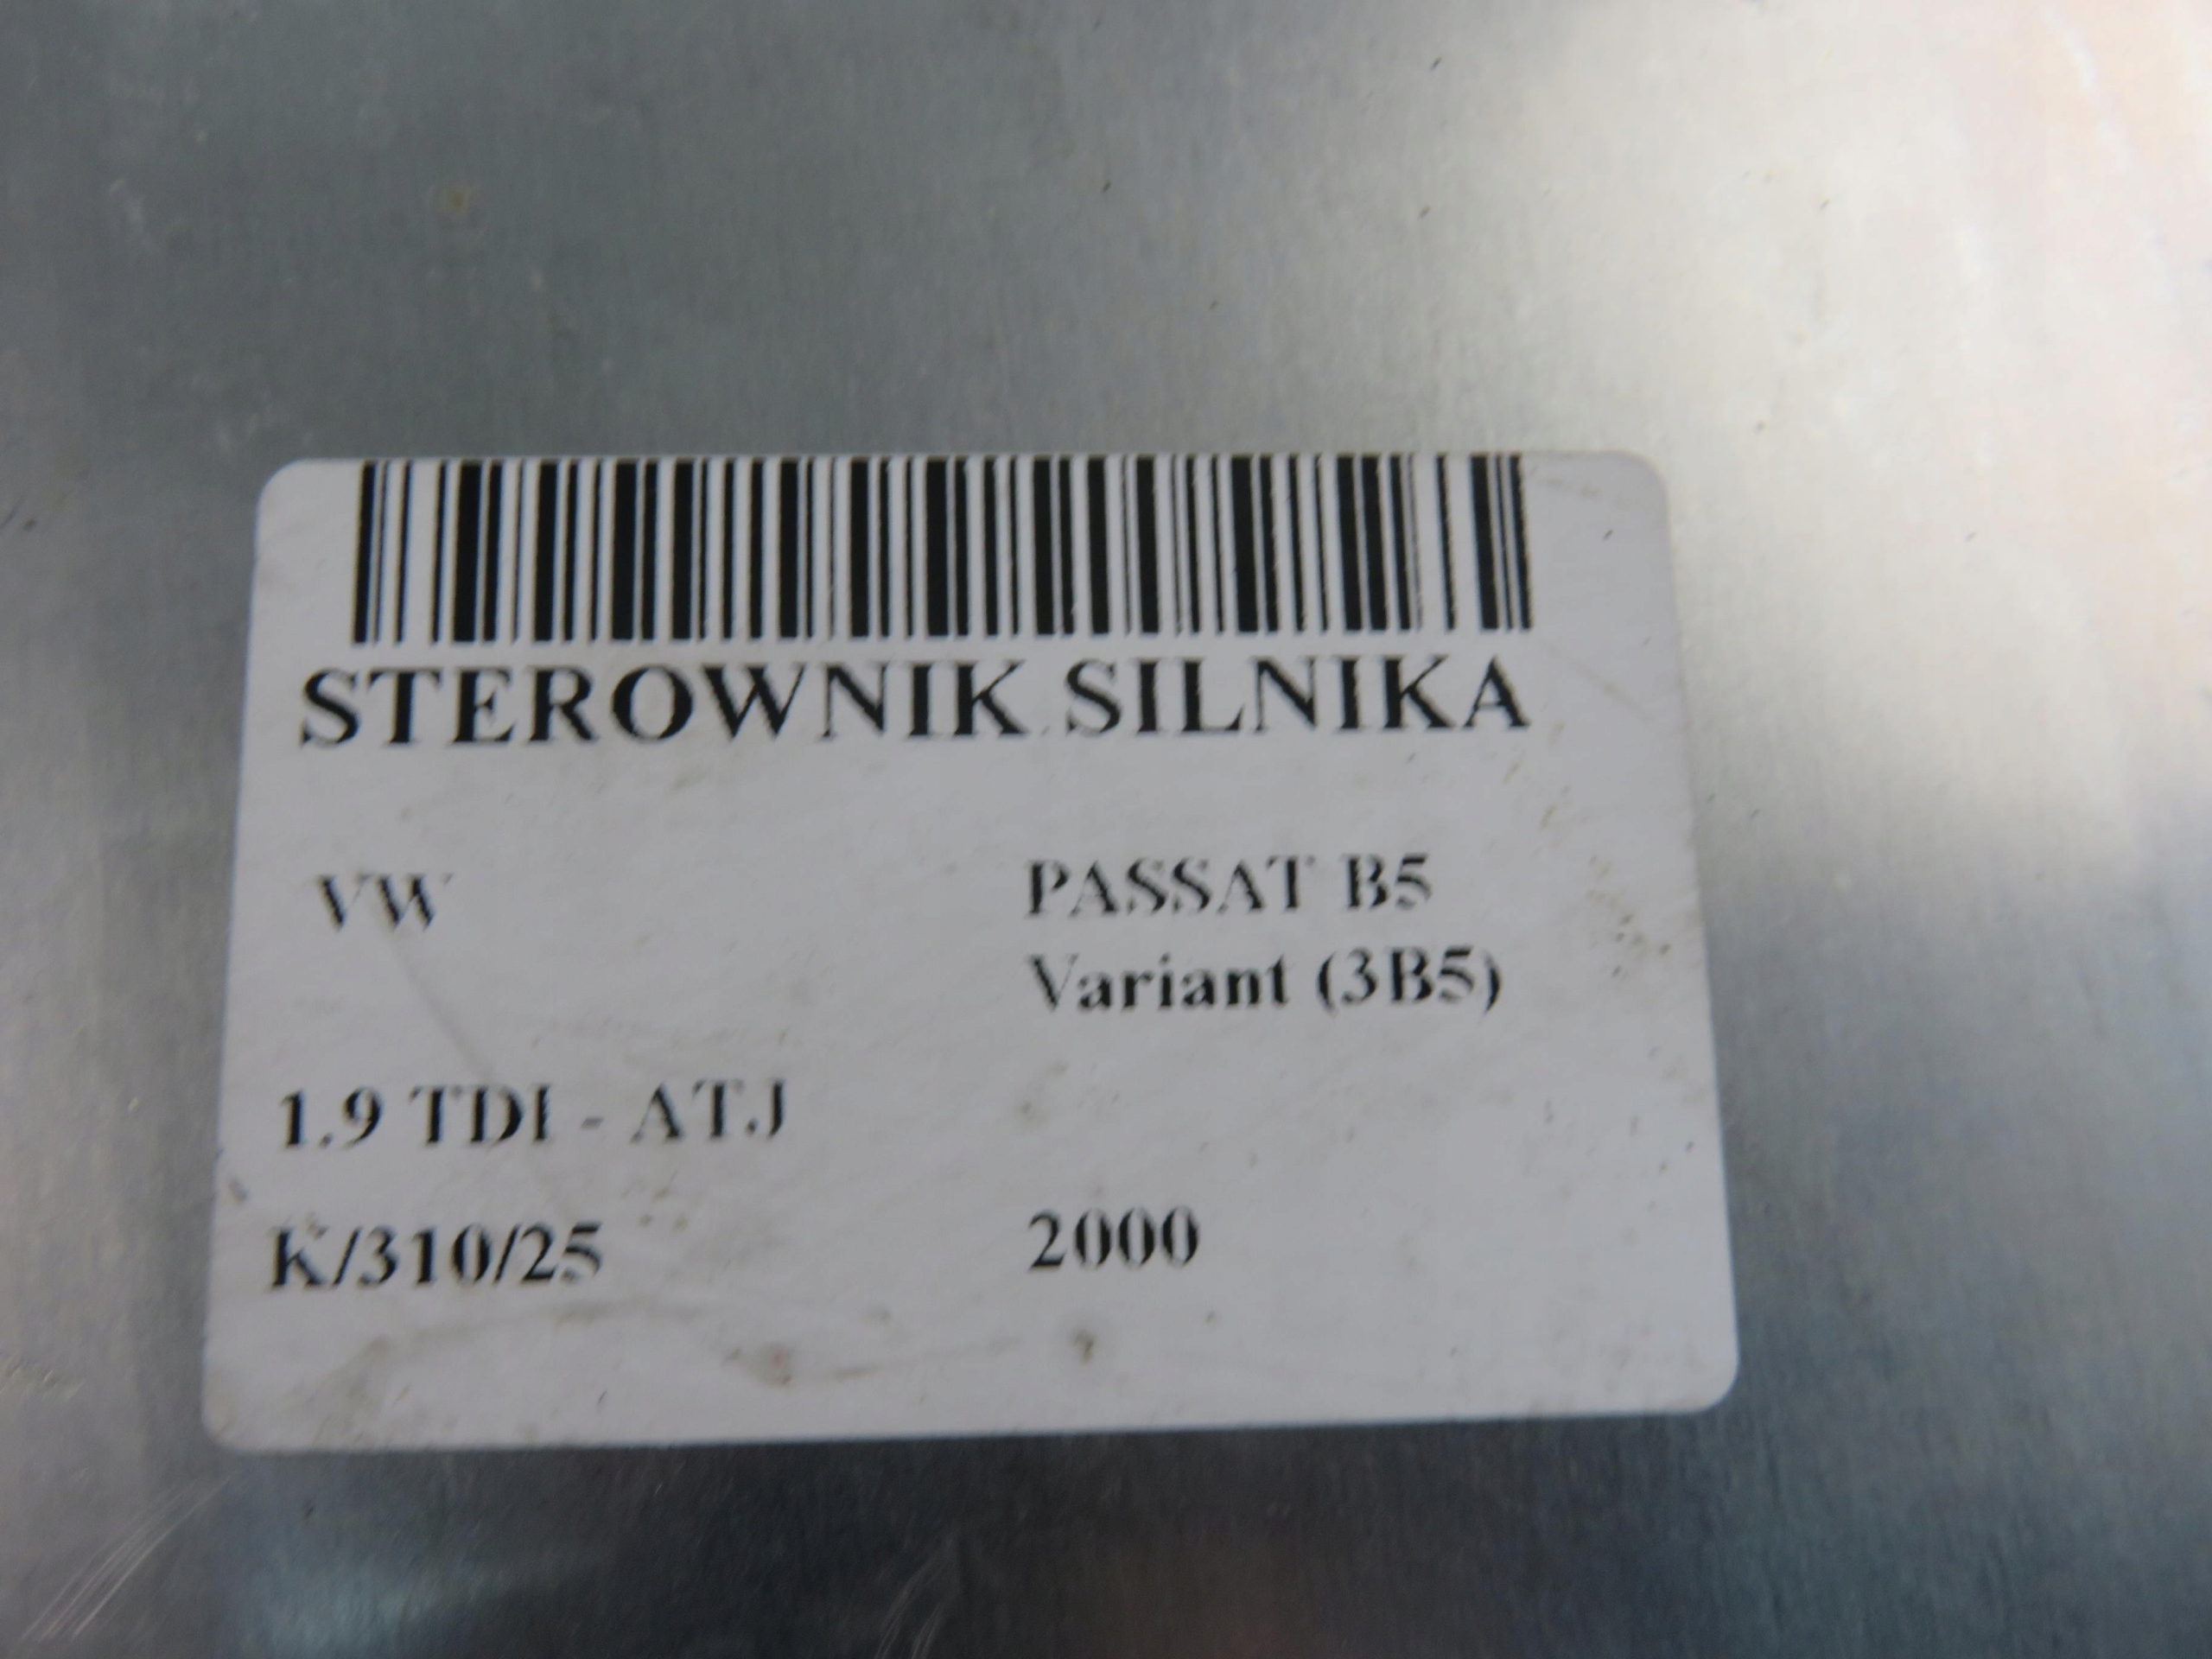 STEROWNIK SILNIKA
VW
PASSAT B5
Variant (3B5)
1.9 TDI - ATJ
K/310/25
2000